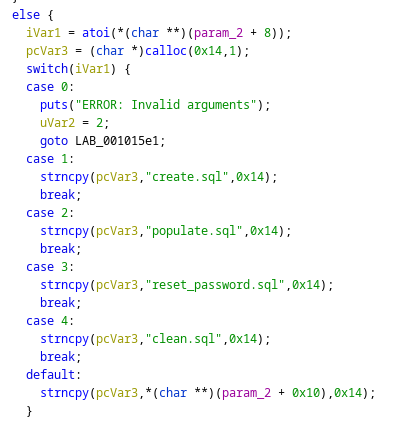 else {
iVar1 = atoi(*(char **)(param_2 + 8));
pcVar3 = (char *)calloc(0x14,1);
switch(iVar1) {
case 0:
puts("ERROR: Invalid arguments");
uVar2 = 2;
goto LAB_001015e1;
case 1:
strncpy(pcVar3,"create.sql",0x14);
break;
case 2:
strncpy(pcVar3,"populate.sql",0x14);
break;
case 3:
strncpy(pcVar3,"reset_password.sql",0x14);
break;
case 4:
strncpy(pcVar3,"clean.sql",0x14);
break;
default:
strncpy(pcVar3,*(char **)(param_2 + 0x10),0x14);
}